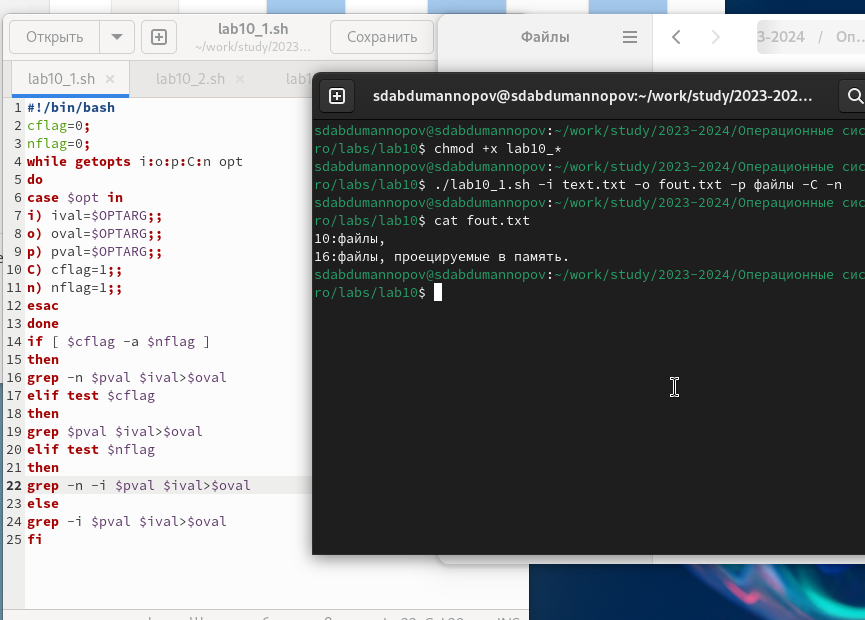 Открыть
lab10_1.sh
~/work/study/2023...
Сохранить
Файлы
3-2024 / Оп...
lab10_1.sh ×
lab10_2.sh ×
lab1
1 #!/bin/bash
2 cflag=0;
3 nflag=0;
4 while getopts i:o:p:C:n opt
5 do
6 case $opt in
7 i) ival=$OPTARG;;
8 o) oval=$OPTARG;;
9 p) pval=$OPTARG;;
10 C) cflag=1;;
11 n) nflag=1;;
12 esac
13 done
14 if [ $cflag -a $nflag ]
15 then
16 grep -n $pval $ival>$oval
17 elif test $cflag
18 then
19 grep $pval $ival>$oval
20 elif test $nflag
21 then
22 grep -n -i $pval $ival>$oval
23 else
24 grep -i $pval $ival>$oval
25 fi
sdabdumannopov@sdabdumannopov:~/work/study/2023-202...
sdabdumannopov@sdabdumannopov:~/work/study/2023-2024/Операционные сис
ro/labs/lab10$ chmod +x lab10_*
sdabdumannopov@sdabdumannopov:~/work/study/2023-2024/Операционные сис
ro/labs/lab10$ ./lab10_1.sh -i text.txt -o fout.txt -p файлы -C -n
sdabdumannopov@sdabdumannopov:~/work/study/2023-2024/Операционные сис
ro/labs/lab10$ cat fout.txt
10:файлы,
16:файлы, проецируемые в память.
sdabdumannopov@sdabdumannopov:~/work/study/2023-2024/Операционные сис
ro/labs/lab10$